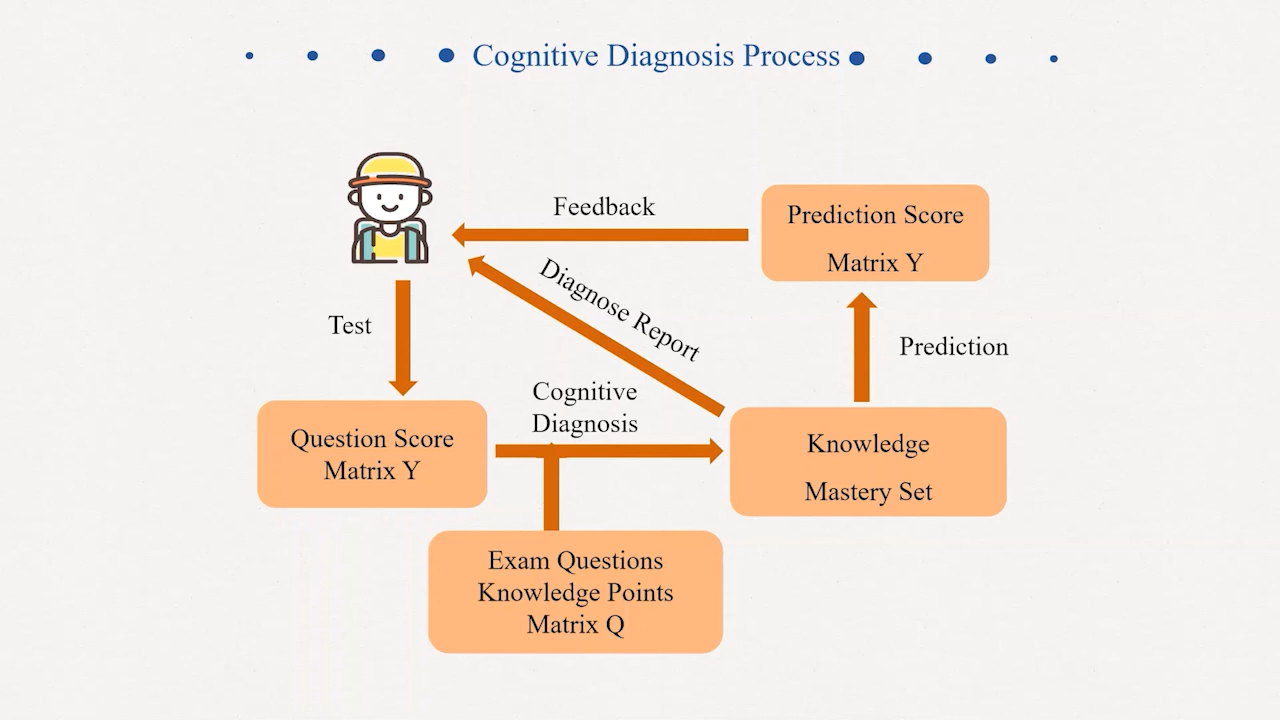 Cognitive Diagnosis Process
Feedback
Prediction Score
Matrix Y
Diagnose Report
Test
Prediction
Cognitive
Diagnosis
Question Score
Matrix Y
Knowledge
Mastery Set
Exam Questions
Knowledge Points
Matrix Q